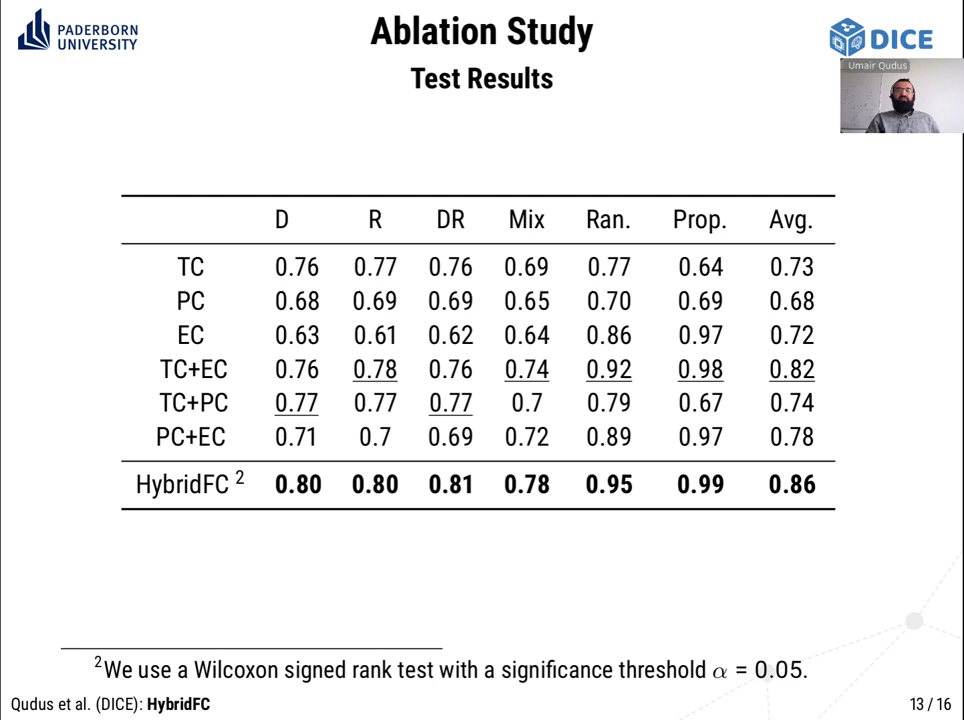 PADERBORN
UNIVERSITY
Ablation Study
Test Results
DICE
Umair Qudus
D R DR Mix Ran. Prop. Avg.
TC 0.76 0.77 0.76 0.69 0.77 0.64 0.73
PC 0.68 0.69 0.69 0.65 0.70 0.69 0.68
EC 0.63 0.61 0.62 0.64 0.86 0.97 0.72
TC+EC 0.76 0.78 0.76 0.74 0.92 0.98 0.82
TC+PC 0.77 0.77 0.77 0.7 0.79 0.67 0.74
PC+EC 0.71 0.7 0.69 0.72 0.89 0.97 0.78
HybridFC 2 0.80 0.80 0.81 0.78 0.95 0.99 0.86
2 We use a Wilcoxon signed rank test with a significance threshold α = 0.05.
Qudus et al. (DICE): HybridFC 13 / 16